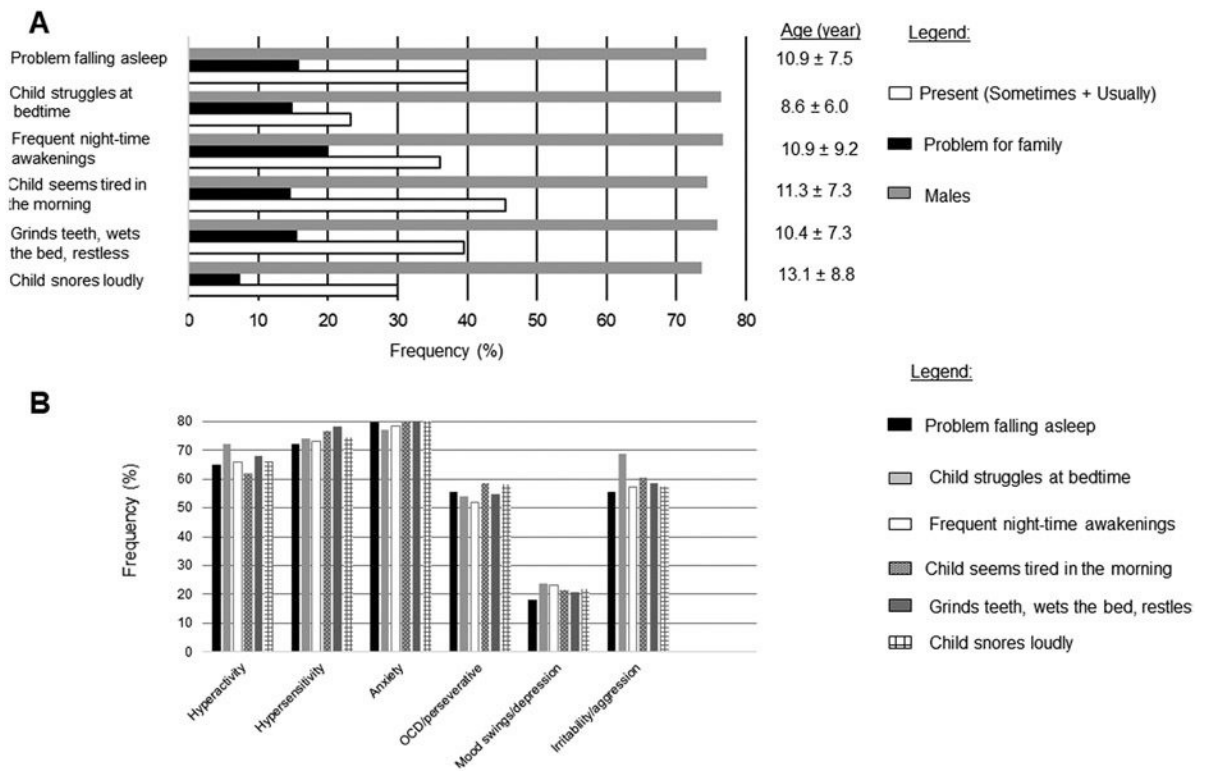 A
Age (year)
Legend:
Problem falling asleep
10.9 ± 7.5
Child struggles at
bedtime
8.6 ± 6.0
Present (Sometimes + Usually)
Frequent night-time
awakenings
10.9 ± 9.2
Problem for family
Child seems tired in
the morning
11.3 ± 7.3
Males
Grinds teeth, wets
the bed, restless
10.4 ± 7.3
Child snores loudly
13.1 ± 8.8
0 10 20 30 40 50 60 70 80
Frequency (%)
B
Legend:
80
70
60
50
40
30
20
10
0
Frequency (%)
Hyperactivity
Hypersensitivity
Anxiety
OCD/perseverative
Mood swings/depression
Irritability/aggression
Problem falling asleep
Child struggles at bedtime
Frequent night-time awakenings
Child seems tired in the morning
Grinds teeth, wets the bed, restles
Child snores loudly